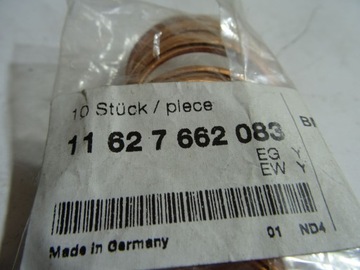 10 Stück / piece
11 62 7 662 083
EG Y
EW Y
Made in Germany 01 ND4